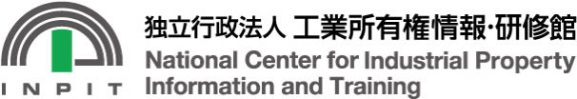 INPIT
独立行政法人 工業所有権情報・研修館
National Center for Industrial Property
Information and Training